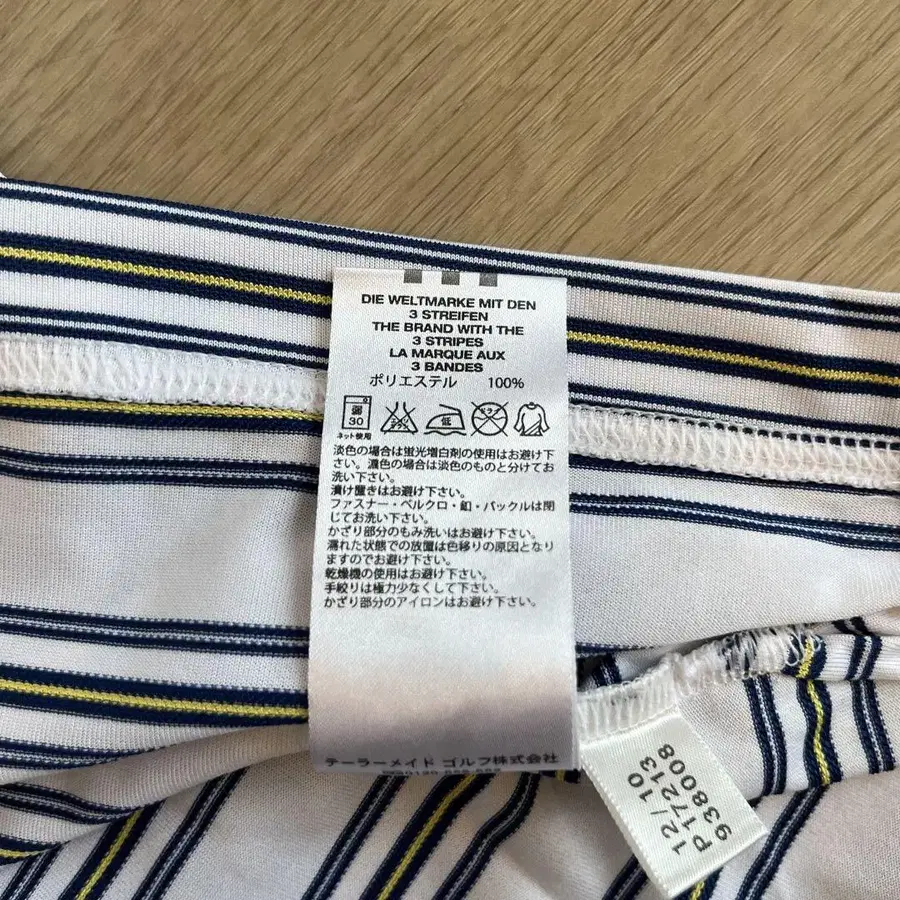 DIE WELTMARKE MIT DEN
3 STREIFEN
THE BRAND WITH THE
3 STRIPES
LA MARQUE AUX
3 BANDES
ポリエステル 100%
弱
30
ネット使用
低
ドライ
淡色の場合は蛍光増白剤の使用はお避け下
さい。濃色の場合は淡色のものと分けてお
洗い下さい。
漬け置きはお避け下さい。
ファスナー・ベルクロ・釦・バックルは閉
じてお洗い下さい。
かざり部分のもみ洗いはお避け下さい。
濡れた状態での放置は色移りの原因となり
ますのでお避け下さい。
乾燥機の使用はお避け下さい。
手絞りは極力少なくして下さい。
かざり部分のアイロンはお避け下さい。
テーラーメイド ゴルフ株式会社
12/10
P17213
938008